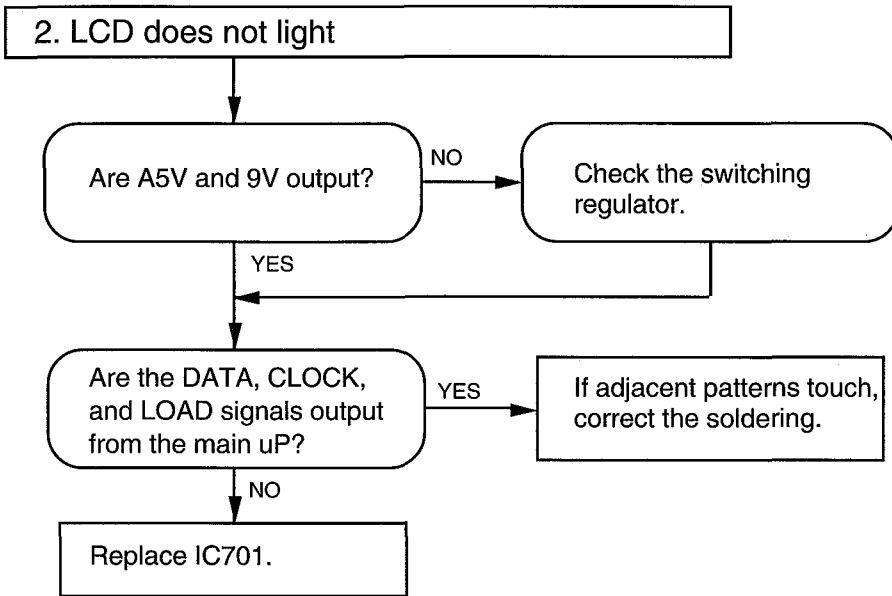 2. LCD does not light
Are A5V and 9V output?
NO
Check the switching
regulator.
YES
Are the DATA, CLOCK,
and LOAD signals output
from the main uP?
YES
If adjacent patterns touch,
correct the soldering.
NO
Replace IC701.